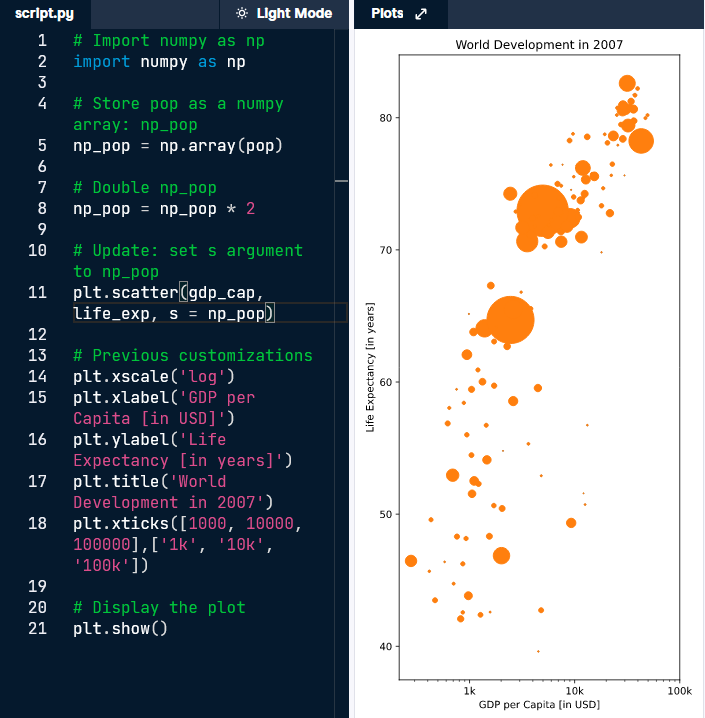 script.py
Light Mode
1 # Import numpy as np
2 import numpy as np
3
4 # Store pop as a numpy
array: np_pop
5 np_pop = np.array(pop)
6
7 # Double np_pop
8 np_pop = np_pop * 2
9
10 # Update: set s argument
to np_pop
11 plt.scatter(gdp_cap,
life_exp, s = np_pop)
12
13 # Previous customizations
14 plt.xscale('log')
15 plt.xlabel('GDP per
Capita [in USD]')
16 plt.ylabel('Life
Expectancy [in years]')
17 plt.title('World
Development in 2007')
18 plt.xticks([1000, 10000,
100000],['1k', '10k',
'100k'])
19
20 # Display the plot
21 plt.show()
Plots
World Development in 2007
Life Expectancy [in years]
80
70
60
50
40
1k 10k 100k
GDP per Capita [in USD]